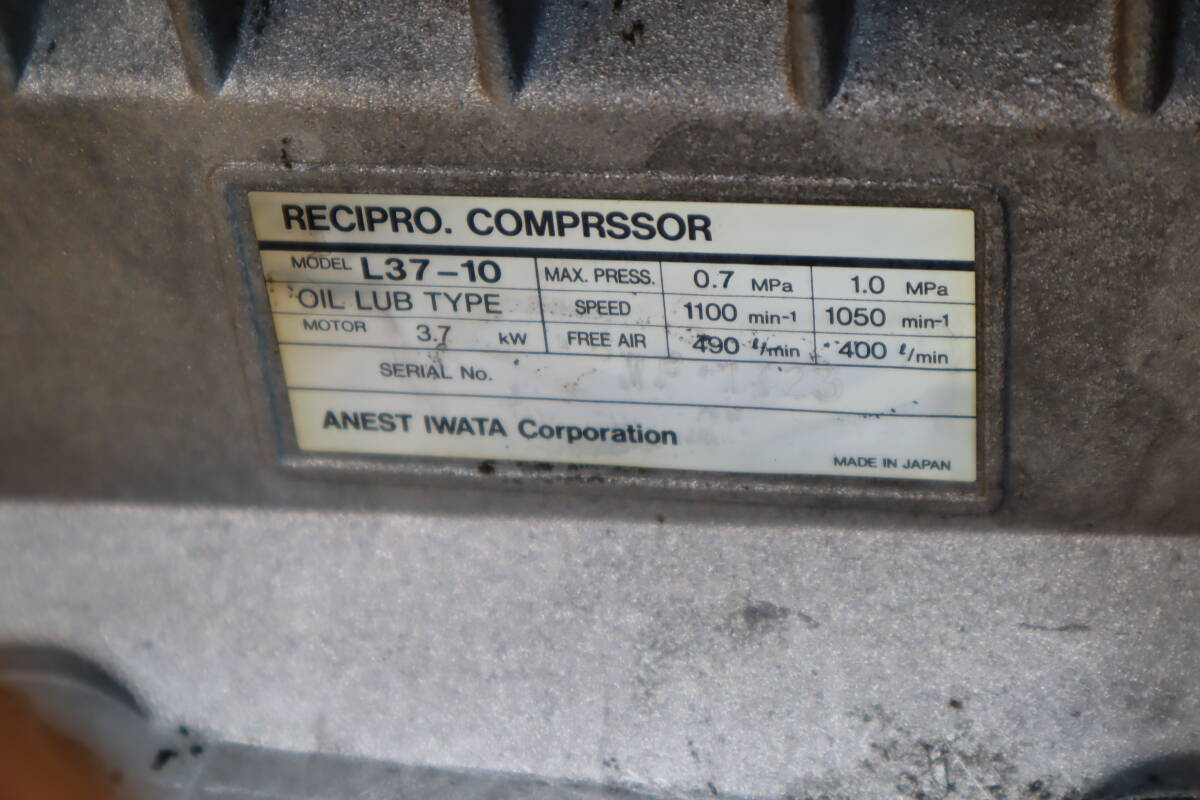 RECIPRO. COMPRSSOR
MODEL L37-10 MAX. PRESS. 0.7 MPa 1.0 MPa
OIL LUB TYPE SPEED 1100 min-1 1050 min-1
MOTOR 3.7 kW FREE AIR 490 ℓ/min 400 ℓ/min
SERIAL No.
ANEST IWATA Corporation
MADE IN JAPAN